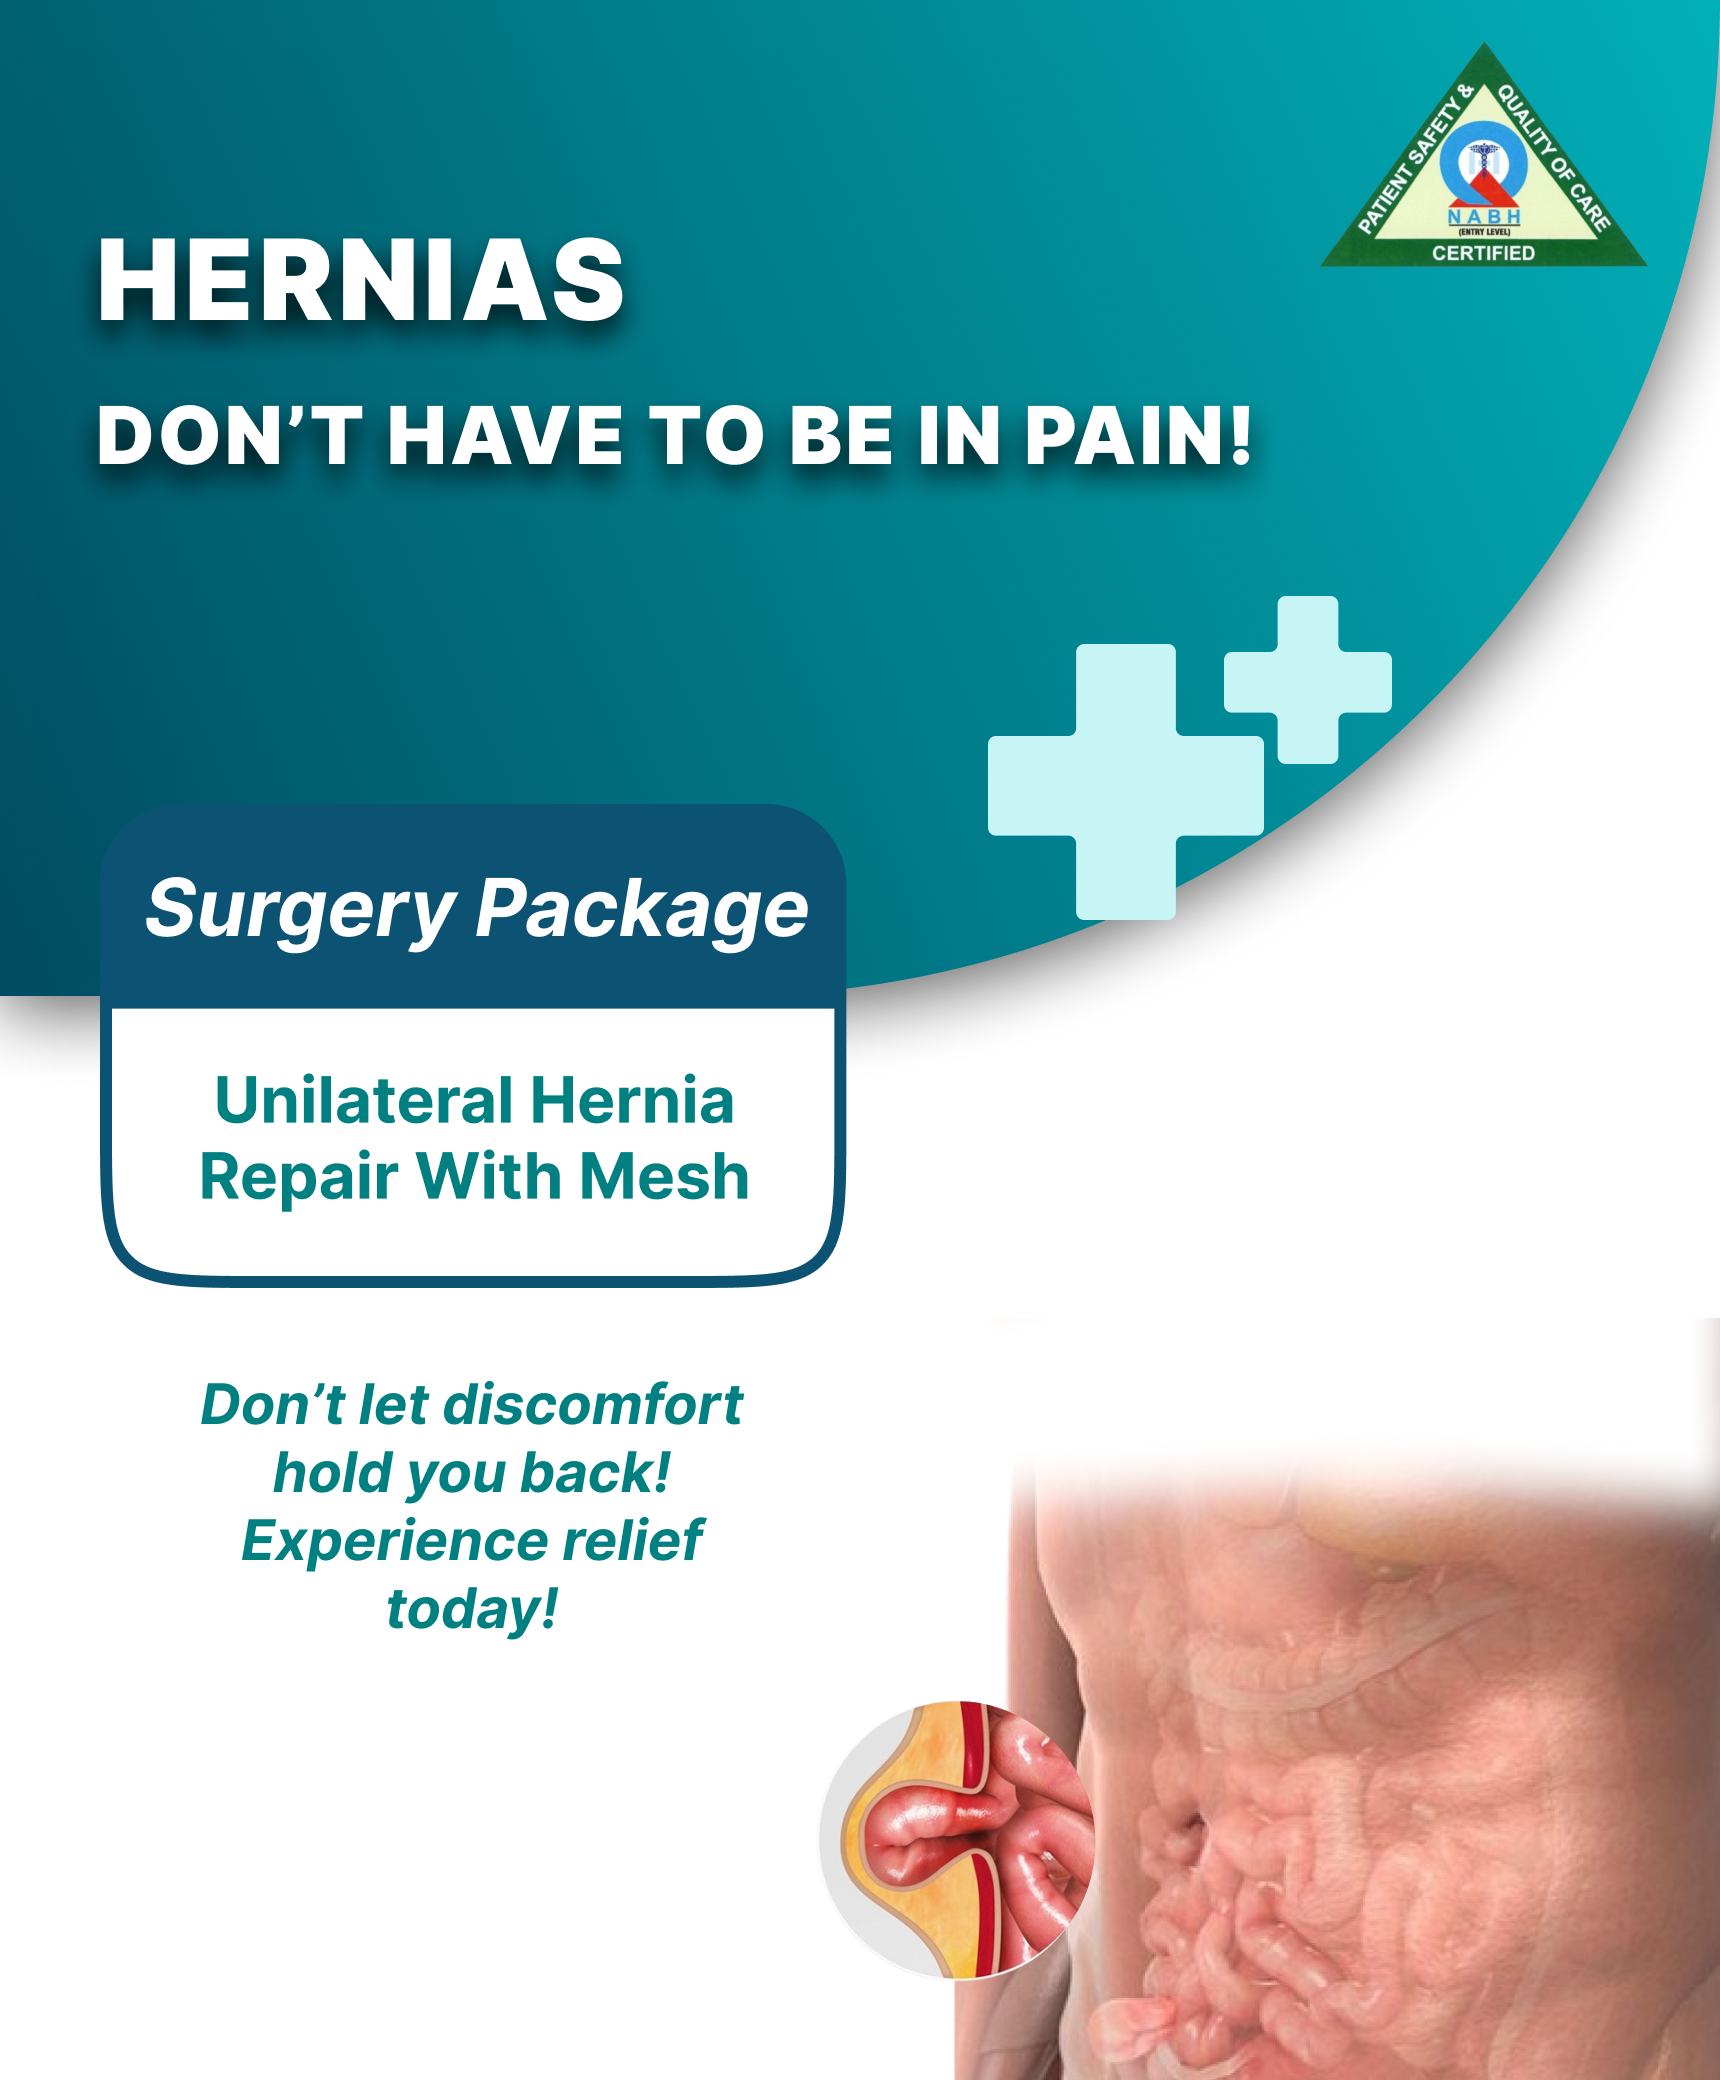 PATIENT SAFETY &
QUALITY OF CARE
NABH
(ENTRY LEVEL)
CERTIFIED
HERNIAS
DON’T HAVE TO BE IN PAIN!
Surgery Package
Unilateral Hernia
Repair With Mesh
Don’t let discomfort
hold you back!
Experience relief
today!